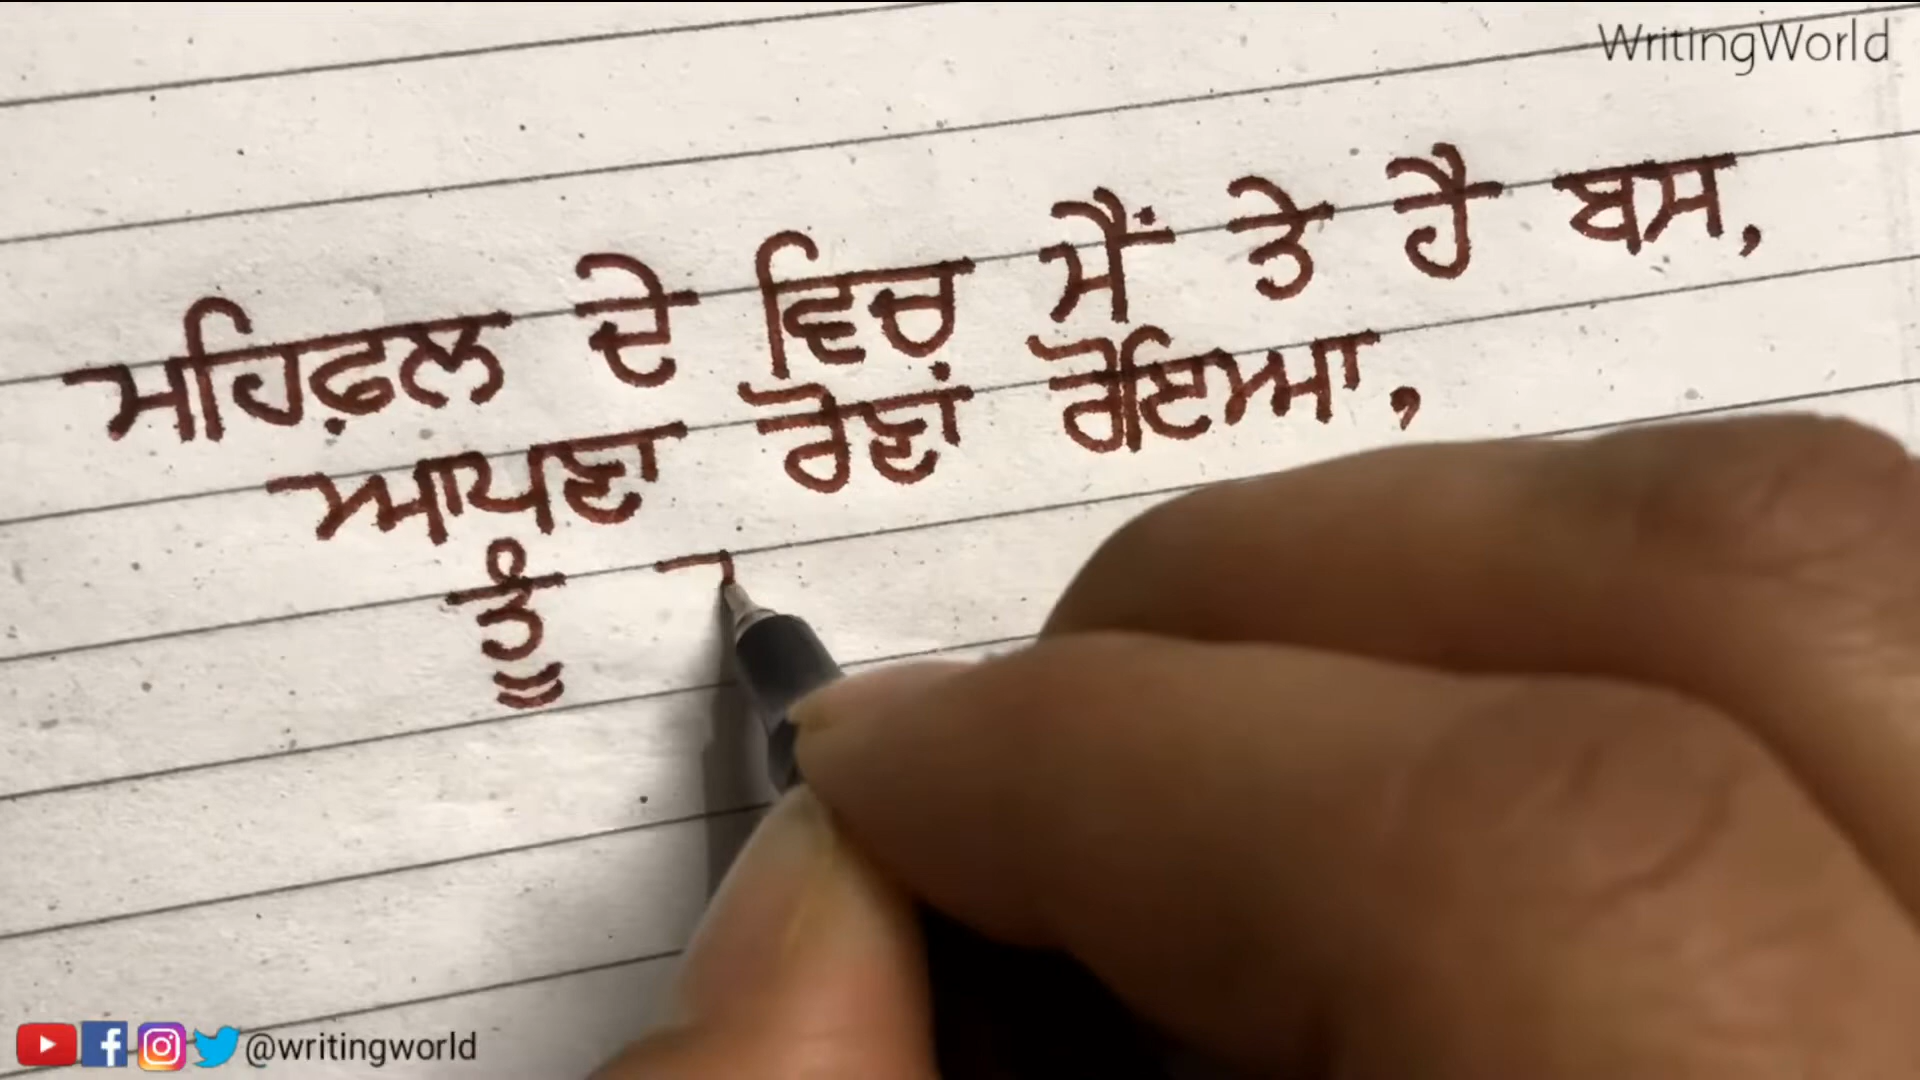 WritingWorld
ਮਹਿਫ਼ਲ ਦੇ ਵਿਚ ਮੈਂ ਤੇ ਹੈ ਬਸ,
ਆਪਣਾ ਰੋਣਾਂ ਰੋਇਆ,
ਤੂੰ
@writingworld